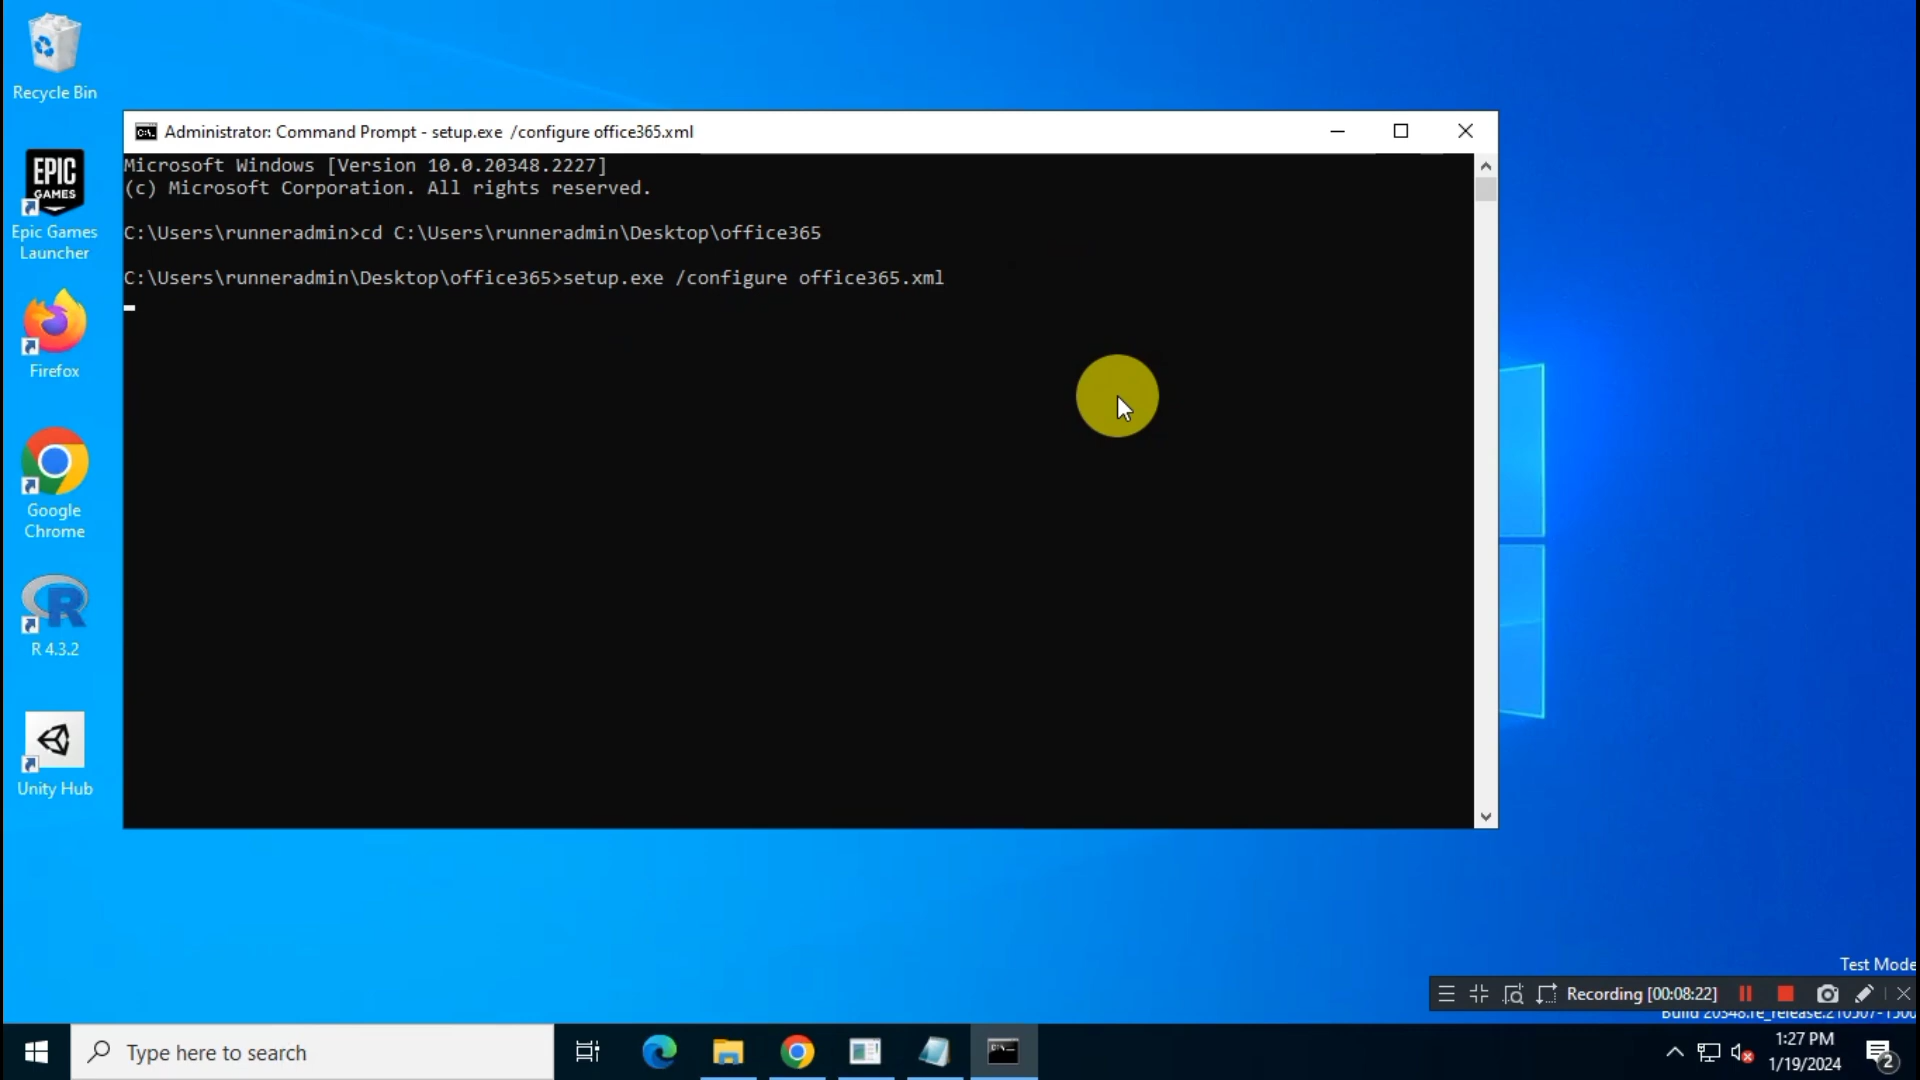 Recycle Bin
EPIC
GAMES
Epic Games
Launcher
Firefox
Google
Chrome
R 4.3.2
Unity Hub
Administrator: Command Prompt - setup.exe /configure office365.xml
Microsoft Windows [Version 10.0.20348.2227]
(c) Microsoft Corporation. All rights reserved.
C:\Users\runneradmin>cd C:\Users\runneradmin\Desktop\office365
C:\Users\runneradmin\Desktop\office365>setup.exe /configure office365.xml
Test Mode
Recording [00:08:22]
Type here to search
1:27 PM
1/19/2024
2